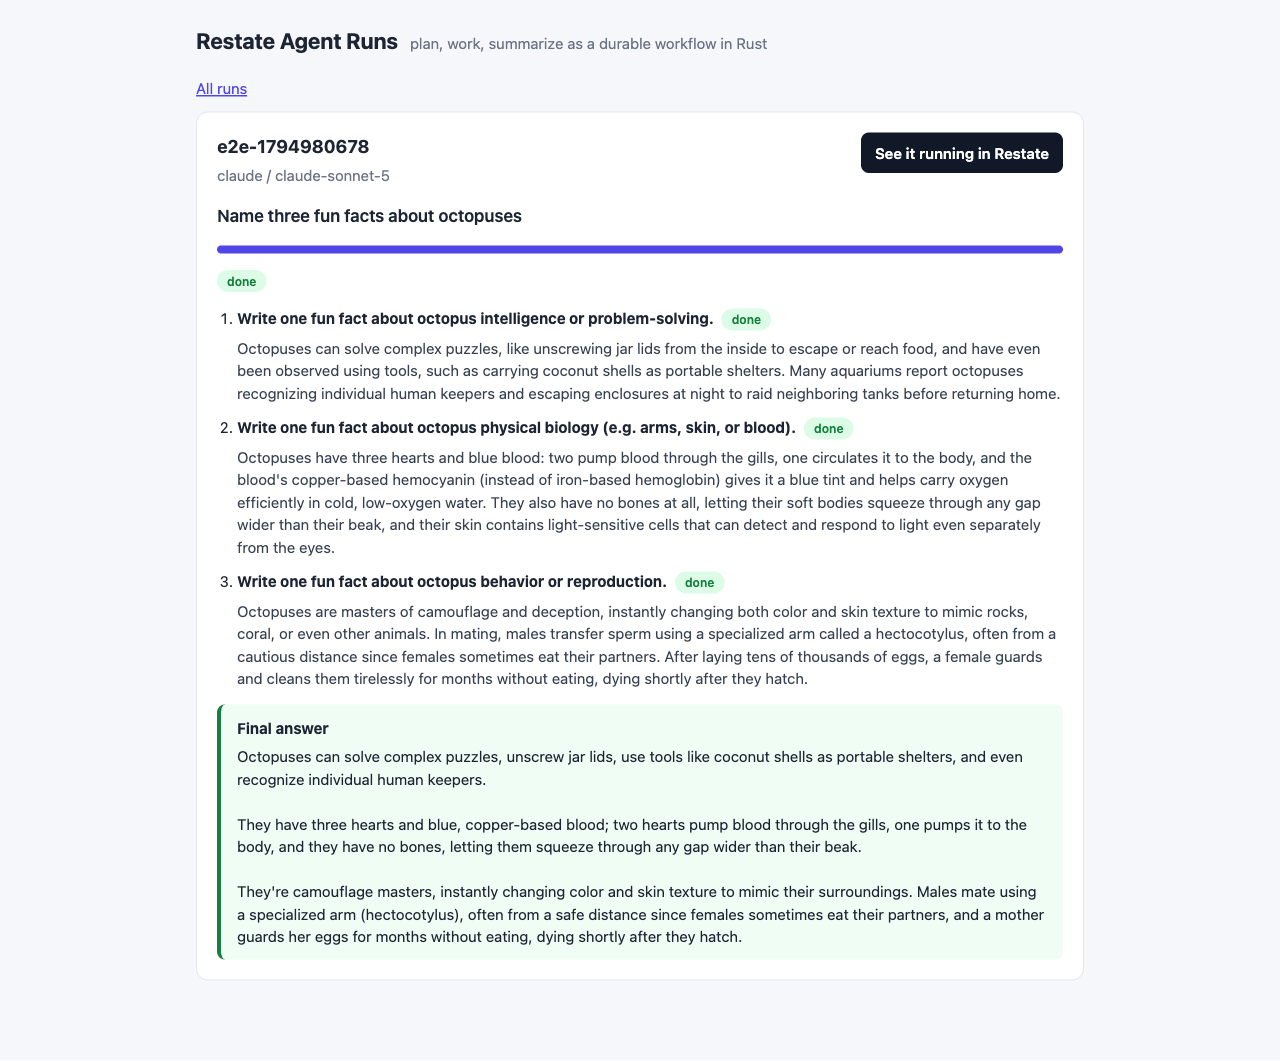 Restate Agent Runs plan, work, summarize as a durable workflow in Rust
All runs
e2e-1794980678
See it running in Restate
claude / claude-sonnet-5
Name three fun facts about octopuses
done
1. Write one fun fact about octopus intelligence or problem-solving. done
Octopuses can solve complex puzzles, like unscrewing jar lids from the inside to escape or reach food, and have even
been observed using tools, such as carrying coconut shells as portable shelters. Many aquariums report octopuses
recognizing individual human keepers and escaping enclosures at night to raid neighboring tanks before returning home.
2. Write one fun fact about octopus physical biology (e.g. arms, skin, or blood). done
Octopuses have three hearts and blue blood: two pump blood through the gills, one circulates it to the body, and the
blood's copper-based hemocyanin (instead of iron-based hemoglobin) gives it a blue tint and helps carry oxygen
efficiently in cold, low-oxygen water. They also have no bones at all, letting their soft bodies squeeze through any gap
wider than their beak, and their skin contains light-sensitive cells that can detect and respond to light even separately
from the eyes.
3. Write one fun fact about octopus behavior or reproduction. done
Octopuses are masters of camouflage and deception, instantly changing both color and skin texture to mimic rocks,
coral, or even other animals. In mating, males transfer sperm using a specialized arm called a hectocotylus, often from a
cautious distance since females sometimes eat their partners. After laying tens of thousands of eggs, a female guards
and cleans them tirelessly for months without eating, dying shortly after they hatch.
Final answer
Octopuses can solve complex puzzles, unscrew jar lids, use tools like coconut shells as portable shelters, and even
recognize individual human keepers.
They have three hearts and blue, copper-based blood; two hearts pump blood through the gills, one pumps it to the
body, and they have no bones, letting them squeeze through any gap wider than their beak.
They're camouflage masters, instantly changing color and skin texture to mimic their surroundings. Males mate using
a specialized arm (hectocotylus), often from a safe distance since females sometimes eat their partners, and a mother
guards her eggs for months without eating, dying shortly after they hatch.